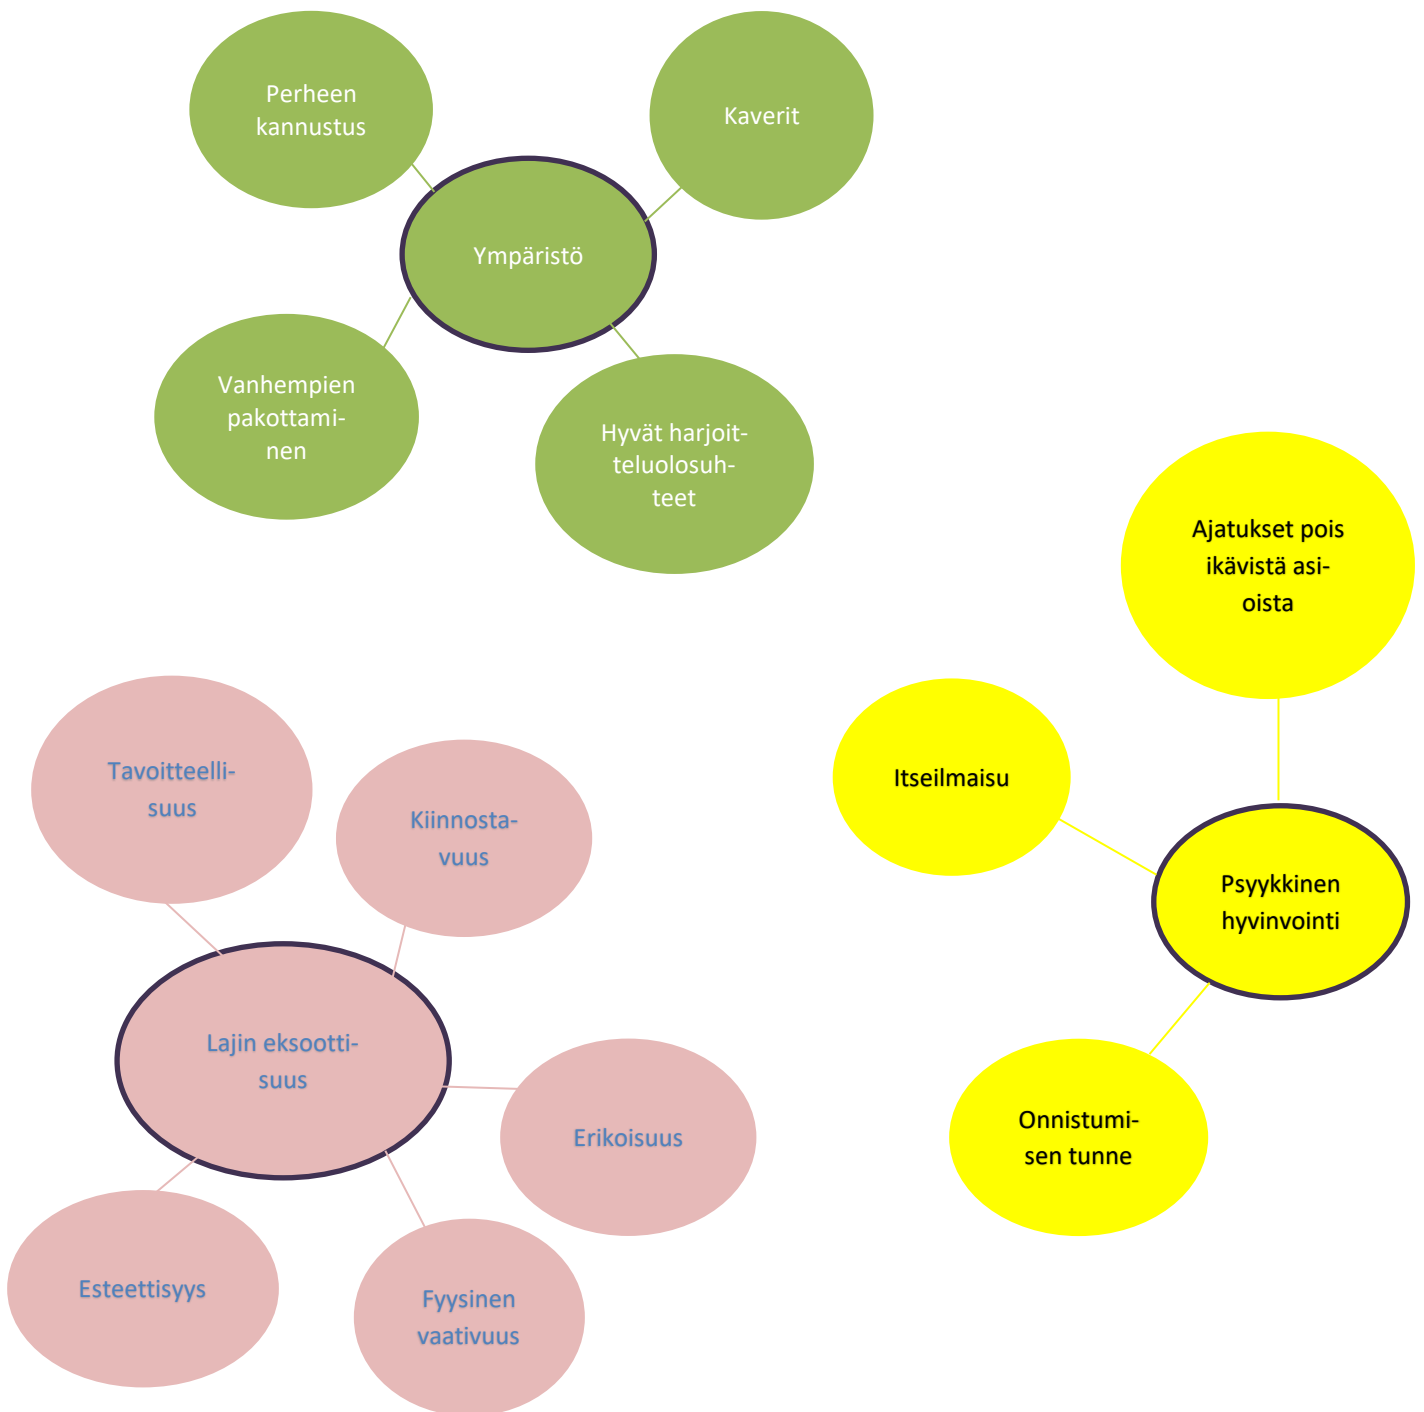 Perheen
kannustus
Kaverit
Ympäristö
Vanhempien
pakottami-
nen
Hyvät harjoit-
teluolosuh-
teet
Ajatukset pois
ikävistä asi-
oista
Itseilmaisu
Psyykkinen
hyvinvointi
Onnistumi-
sen tunne
Tavoitteelli-
suus
Kiinnosta-
vuus
Lajin eksootti-
suus
Erikoisuus
Esteettisyys
Fyysinen
vaativuus